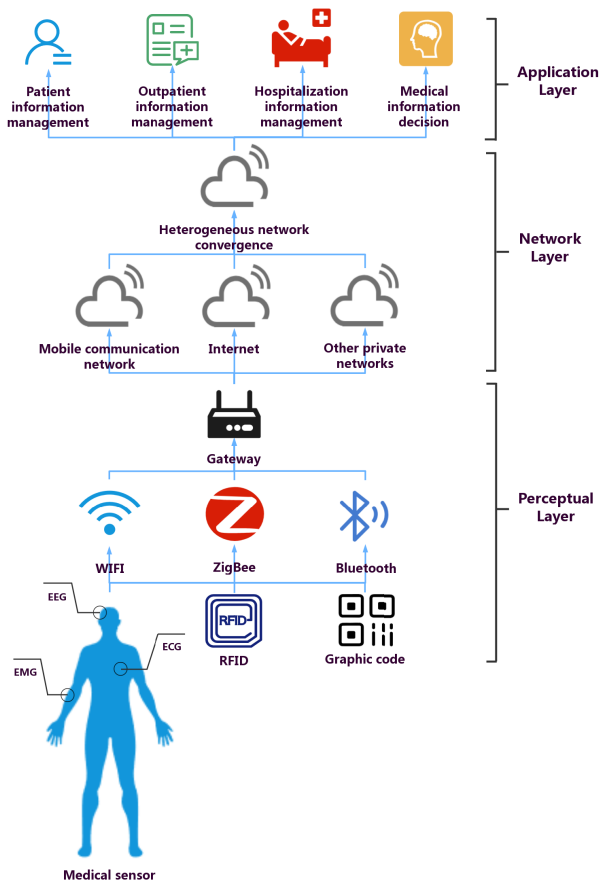 Patient
information
management
Outpatient
information
management
Hospitalization
information
management
Medical
information
decision
Application
Layer
Heterogeneous network
convergence
Network
Layer
Mobile communication
network
Internet
Other private
networks
Gateway
Perceptual
Layer
WIFI
ZigBee
Bluetooth
EEG
ECG
EMG
RFID
RFID
Graphic code
Medical sensor